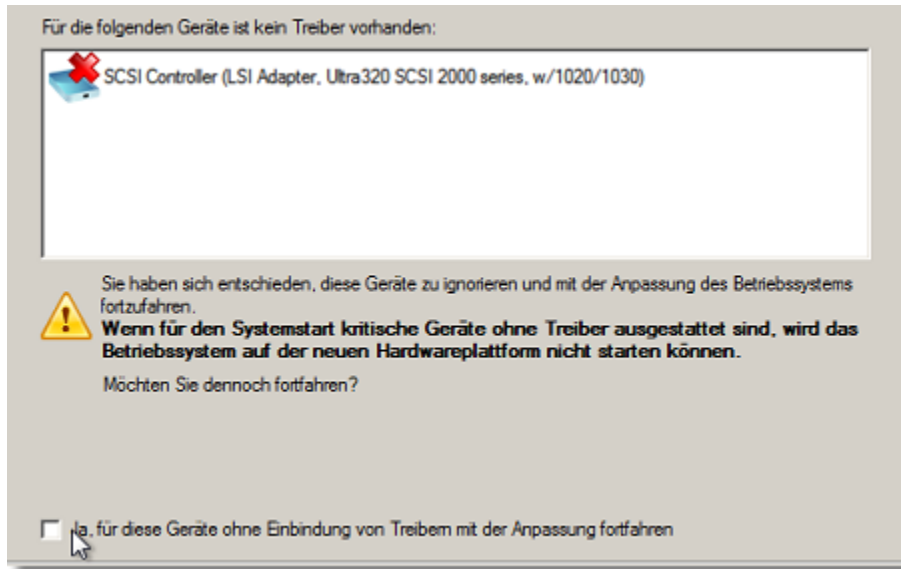 Für die folgenden Geräte ist kein Treiber vorhanden:
SCSI Controller (LSI Adapter, Ultra320 SCSI 2000 series, w/1020/1030)
Sie haben sich entschieden, diese Geräte zu ignorieren und mit der Anpassung des Betriebssystems
fortzufahren.
Wenn für den Systemstart kritische Geräte ohne Treiber ausgestattet sind, wird das
Betriebssystem auf der neuen Hardwareplattform nicht starten können.
Möchten Sie dennoch fortfahren?
Ja, für diese Geräte ohne Einbindung von Treibern mit der Anpassung fortfahren